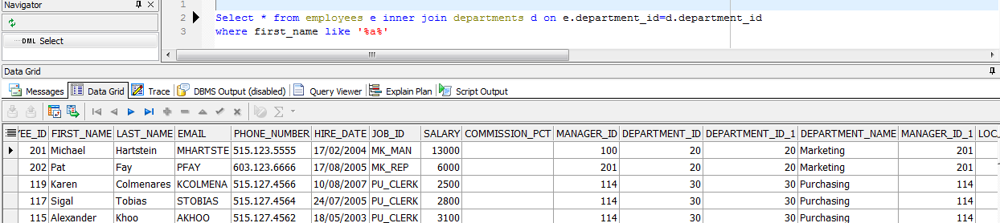 Navigator
DML Select
1
2 Select * from employees e inner join departments d on e.department_id=d.department_id
3 where first_name like '%a%'
Data Grid
Messages Data Grid Trace DBMS Output (disabled) Query Viewer Explain Plan Script Output
EE_ID FIRST_NAME LAST_NAME EMAIL PHONE_NUMBER HIRE_DATE JOB_ID SALARY COMMISSION_PCT MANAGER_ID DEPARTMENT_ID DEPARTMENT_ID_1 DEPARTMENT_NAME MANAGER_ID_1 LOC
201 Michael Hartstein MHARTSTE 515.123.5555 17/02/2004 MK_MAN 13000 100 20 20 Marketing 201
202 Pat Fay PFAY 603.123.6666 17/08/2005 MK_REP 6000 201 20 20 Marketing 201
119 Karen Colmenares KCOLMENA 515.127.4566 10/08/2007 PU_CLERK 2500 114 30 30 Purchasing 114
117 Sigal Tobias STOBIAS 515.127.4564 24/07/2005 PU_CLERK 2800 114 30 30 Purchasing 114
115 Alexander Khoo AKHOO 515.127.4562 18/05/2003 PU_CLERK 3100 114 30 30 Purchasing 114